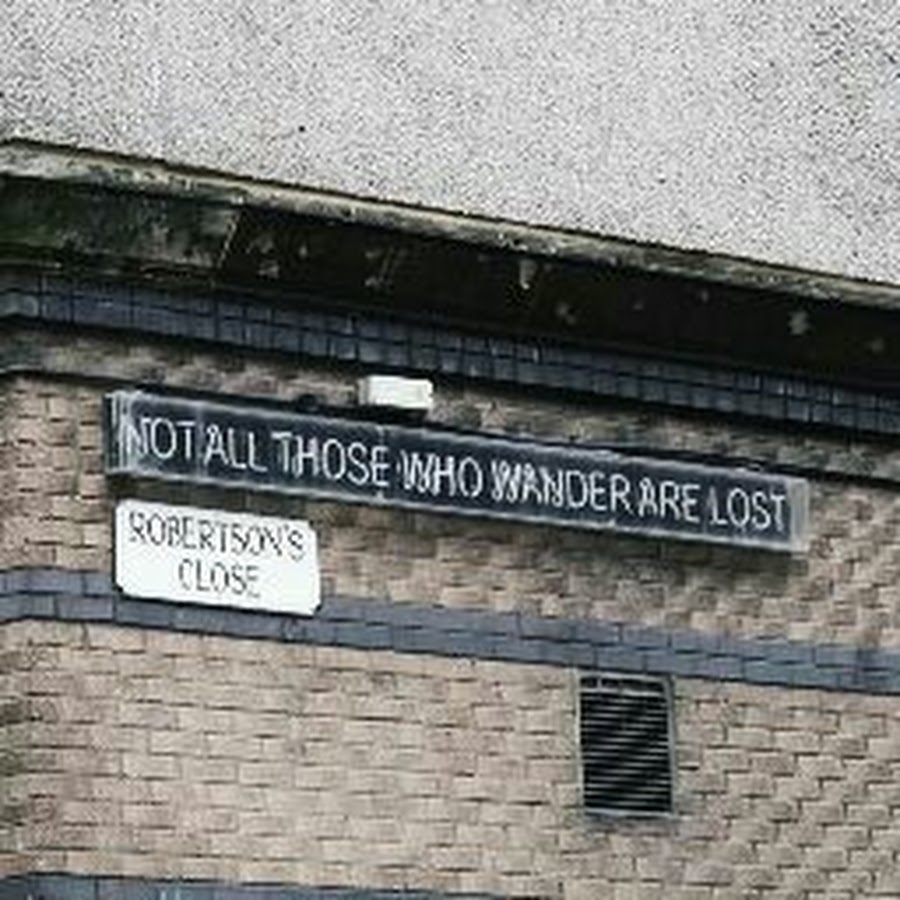 NOT ALL THOSE WHO WANDER ARE LOST
ROBERTSON'S
CLOSE